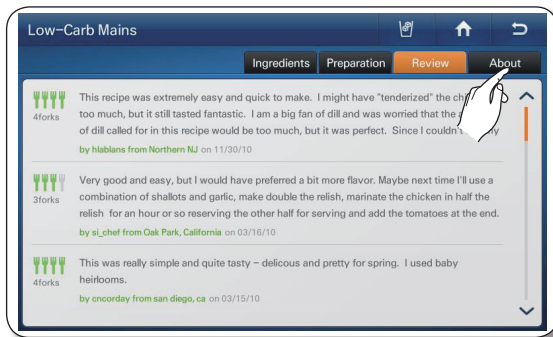 Low-Carb Mains
Ingredients Preparation Review About
4forks
This recipe was extremely easy and quick to make. I might have "tenderized" the
too much, but it still tasted fantastic. I am a big fan of dill and was worried that the
of dill called for in this recipe would be too much, but it was perfect. Since I
by hlablans from Northern NJ on 11/30/10
3forks
Very good and easy, but I would have preferred a bit more flavor. Maybe next time I'll use a
combination of shallots and garlic, make double the relish, marinate the chicken in half the
relish for an hour or so reserving the other half for serving and add the tomatoes at the end.
by si_chef from Oak Park, California on 03/16/10
4forks
This was really simple and quite tasty – delicous and pretty for spring. I used baby
heirlooms.
by cncorday from san diego, ca on 03/15/10